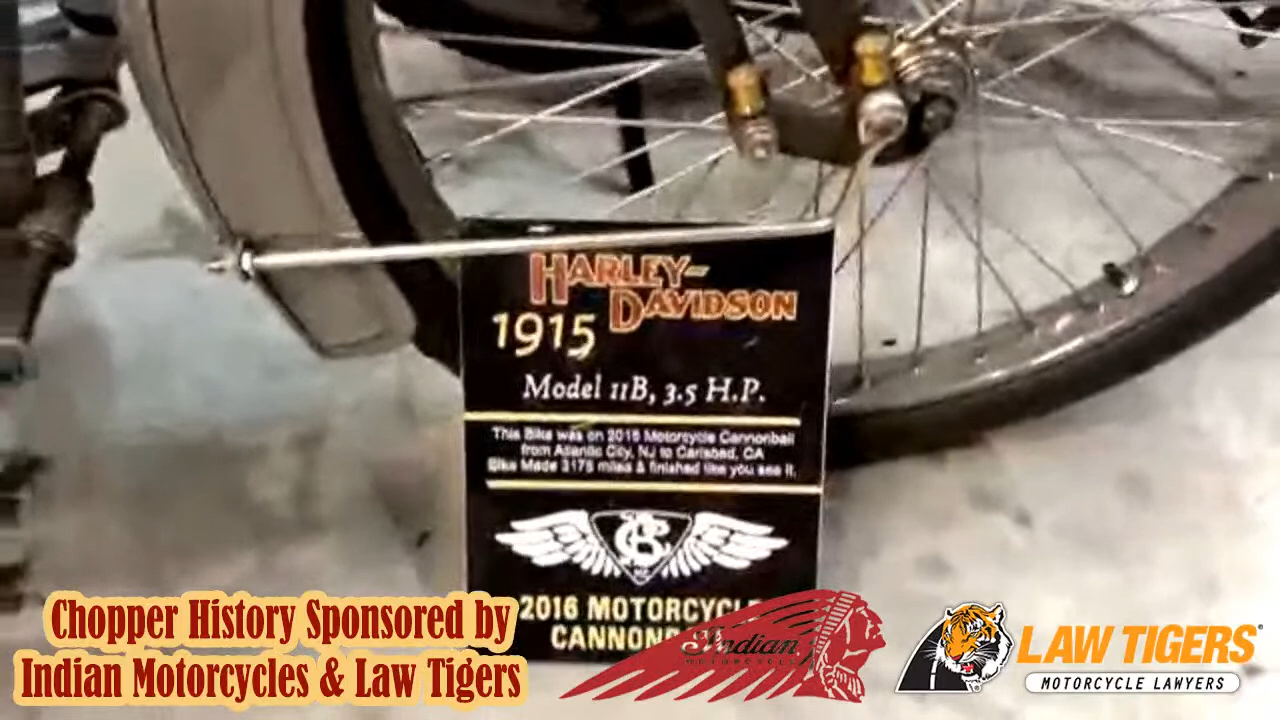 HARLEY-
DAVIDSON
1915
Model 11B, 3.5 H.P.
This Bike was on 2016 Motorcycle Cannonball
from Atlantic City, NJ to Carlsbad, CA
Bike Made 3175 miles & finished like you see it.
2016 MOTORCYCLE
CANNON
Chopper History Sponsored by
Indian Motorcycles & Law Tigers
Indian
MOTORCYCLE
LAW TIGERS®
MOTORCYCLE LAWYERS